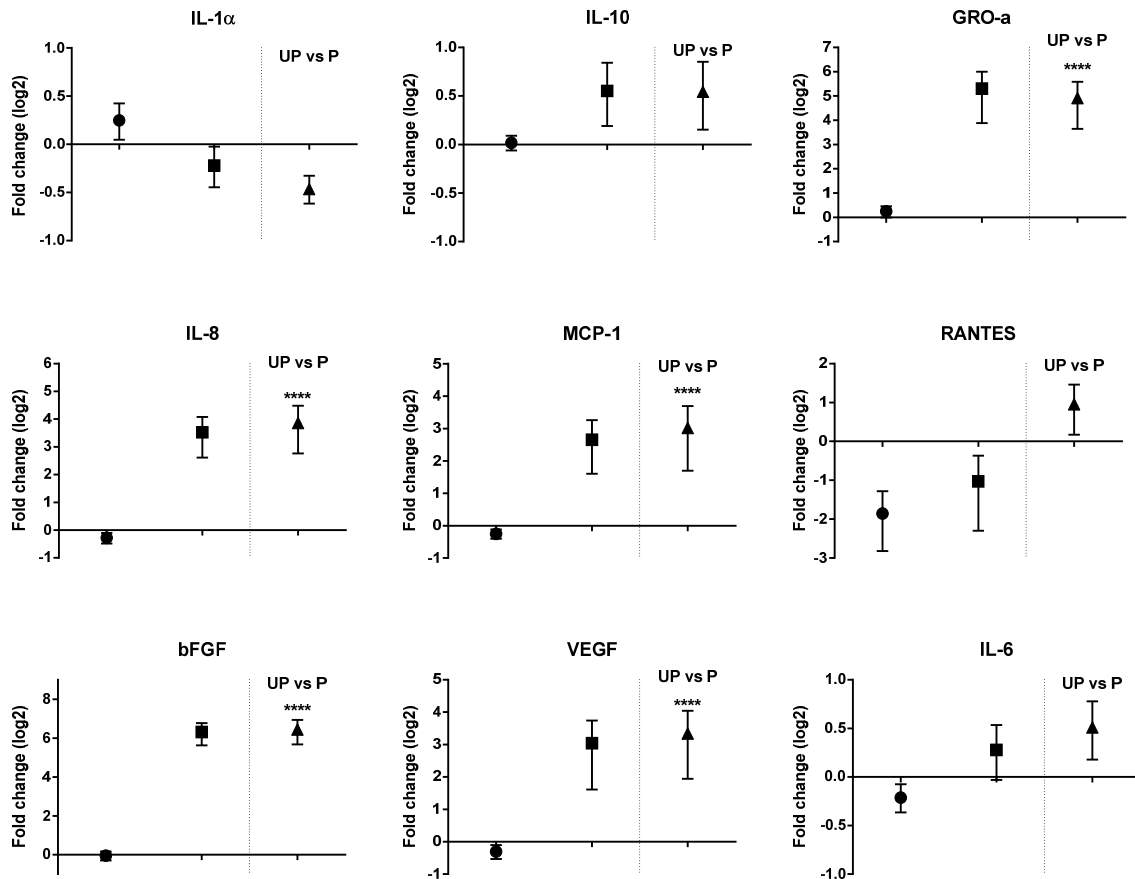 IL-1α
UP vs P
Fold change (log2)
1.0
0.5
0.0
-0.5
-1.0
IL-10
UP vs P
Fold change (log2)
1.0
0.5
0.0
-0.5
-1.0
GRO-a
UP vs P
****
Fold change (log2)
7
6
5
4
3
2
1
0
-1
IL-8
UP vs P
****
Fold change (log2)
6
5
4
3
2
1
0
-1
MCP-1
UP vs P
****
Fold change (log2)
5
4
3
2
1
0
-1
RANTES
UP vs P
Fold change (log2)
2
1
0
-1
-2
-3
bFGF
UP vs P
****
Fold change (log2)
8
6
4
2
0
VEGF
UP vs P
****
Fold change (log2)
5
4
3
2
1
0
-1
IL-6
UP vs P
Fold change (log2)
1.0
0.5
0.0
-0.5
-1.0